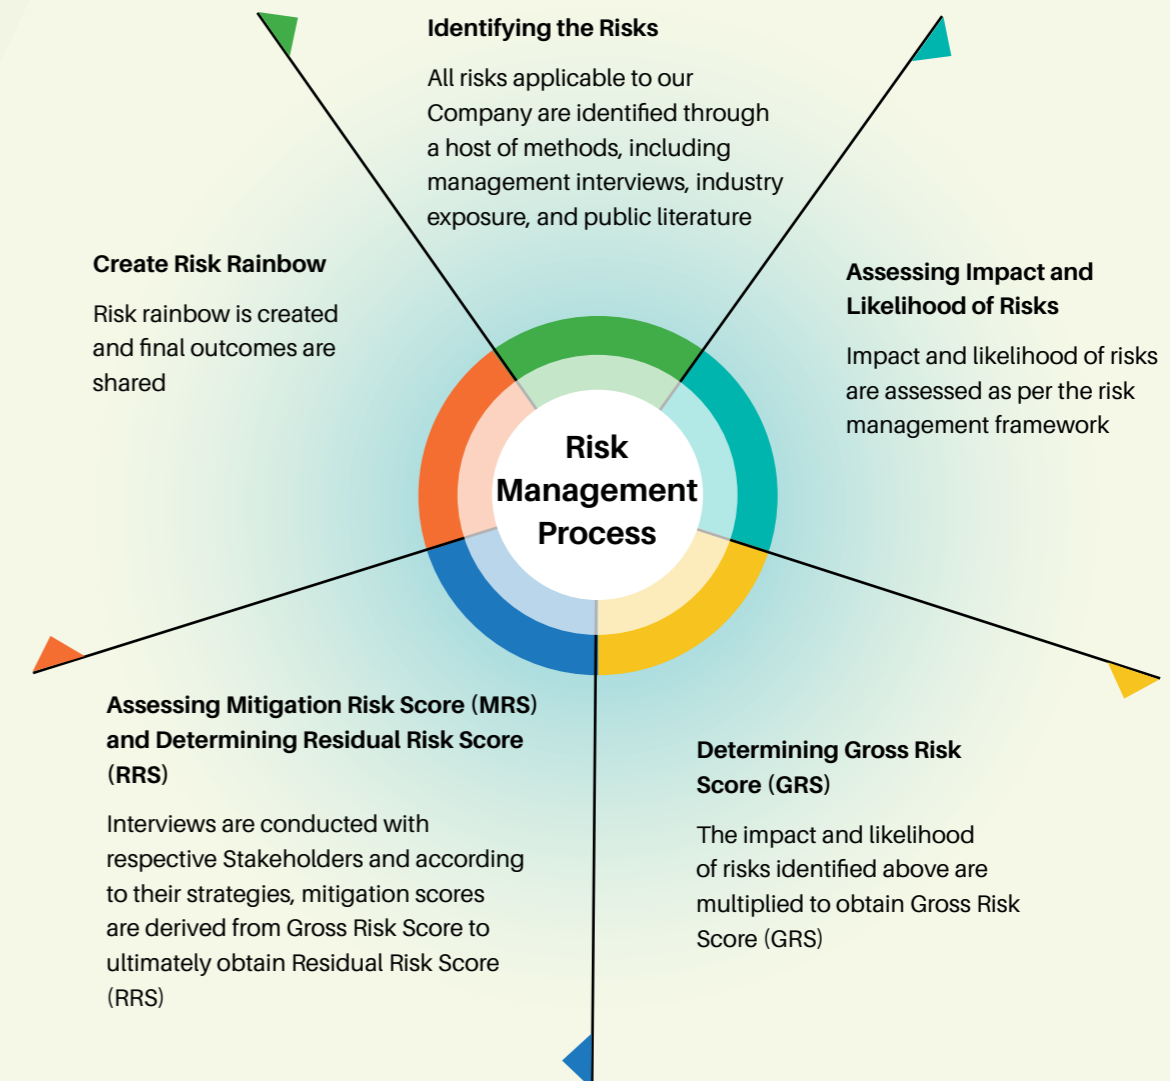 Identifying the Risks
All risks applicable to our
Company are identified through
a host of methods, including
management interviews, industry
exposure, and public literature
Assessing Impact and
Likelihood of Risks
Impact and likelihood of risks
are assessed as per the risk
management framework
Determining Gross Risk
Score (GRS)
The impact and likelihood
of risks identified above are
multiplied to obtain Gross Risk
Score (GRS)
Assessing Mitigation Risk Score (MRS)
and Determining Residual Risk Score
(RRS)
Interviews are conducted with
respective Stakeholders and according
to their strategies, mitigation scores
are derived from Gross Risk Score to
ultimately obtain Residual Risk Score
(RRS)
Create Risk Rainbow
Risk rainbow is created
and final outcomes are
shared
Risk
Management
Process